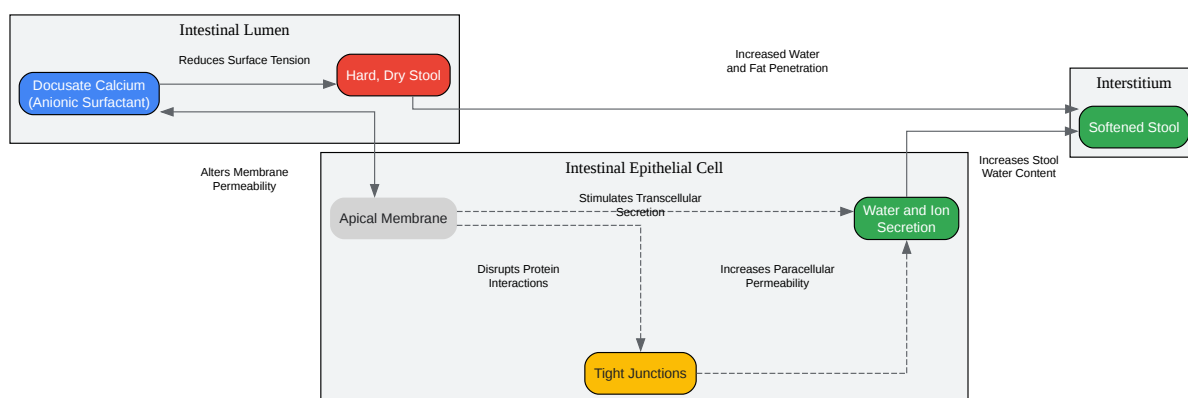 Intestinal Lumen
Reduces Surface Tension
Docusate Calcium
(Anionic Surfactant)
Hard, Dry Stool
Increased Water
and Fat Penetration
Interstitium
Softened Stool
Alters Membrane
Permeability
Intestinal Epithelial Cell
Increases Stool
Water Content
Apical Membrane
Stimulates Transcellular
Secretion
Water and Ion
Secretion
Disrupts Protein
Interactions
Increases Paracellular
Permeability
Tight Junctions